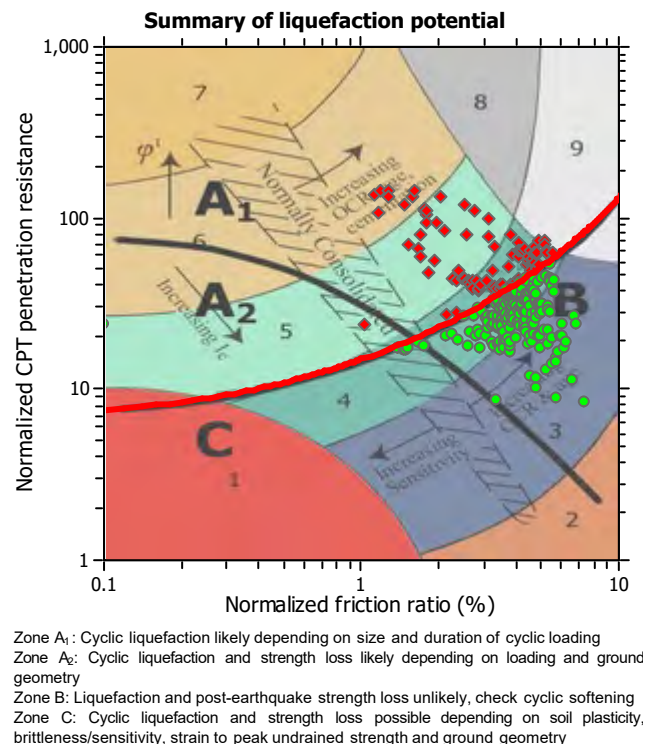 Summary of liquefaction potential
1,000
7
8
9
φ'
Increasing
OCR, age,
cementation
A1
Normally Consolidated
100
6
A2
Increasing Ic
5
B
10
4
C
Increasing
Sensitivity
Increasing
OCR
3
1
2
1
0.1
1
10
Normalized CPT penetration resistance
Normalized friction ratio (%)
Zone A1: Cyclic liquefaction likely depending on size and duration of cyclic loading
Zone A2: Cyclic liquefaction and strength loss likely depending on loading and ground
geometry
Zone B: Liquefaction and post-earthquake strength loss unlikely, check cyclic softening
Zone C: Cyclic liquefaction and strength loss possible depending on soil plasticity,
brittleness/sensitivity, strain to peak undrained strength and ground geometry